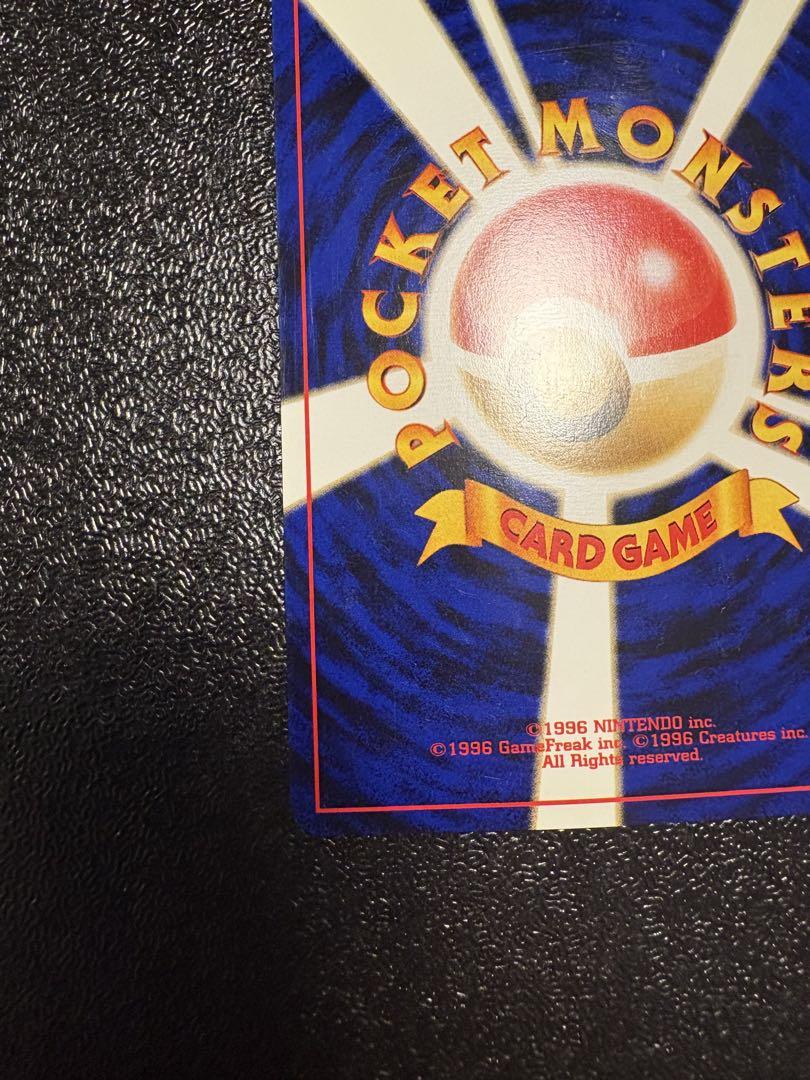 POCKET MONSTERS
CARD GAME
©1996 NINTENDO inc.
©1996 GameFreak inc. ©1996 Creatures inc.
All Rights reserved.